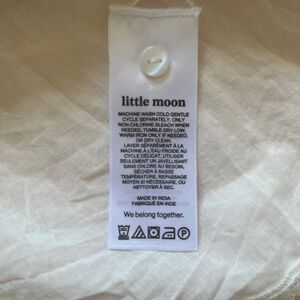 little moon
MACHINE WASH COLD GENTLE
CYCLE SEPARATELY, ONLY
NON-CHLORINE BLEACH WHEN
NEEDED, TUMBLE DRY LOW,
WARM IRON ONLY IF NEEDED,
OR DRY CLEAN.
LAVER SÉPARÉMENT À LA
MACHINE À L'EAU FROIDE AU
CYCLE DÉLICAT, UTILISER
SEULEMENT UN JAVELLISANT
SANS CHLORE AU BESOIN,
SÉCHER À BASSE
TEMPÉRATURE, REPASSAGE
MOYEN SI NÉCESSAIRE, OU
NETTOYER À SEC.
MADE IN INDIA
FABRIQUÉ EN INDE
We belong together.